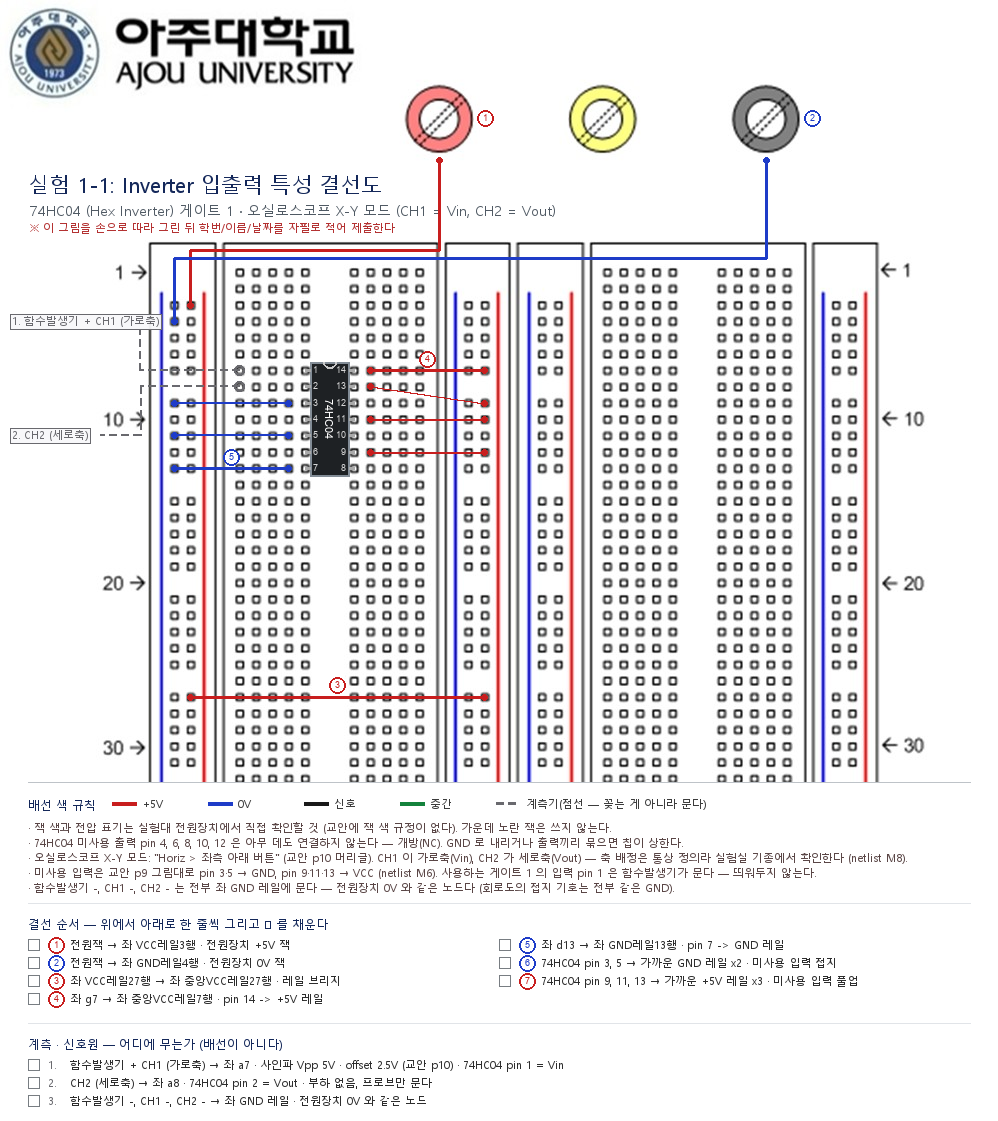 아주대학교
AJOU UNIVERSITY
아주대학교
1973
AJOU UNIVERSITY
1
2
실험 1-1: Inverter 입출력 특성 결선도
74HC04 (Hex Inverter) 게이트 1 · 오실로스코프 X-Y 모드 (CH1 = Vin, CH2 = Vout)
※ 이 그림을 손으로 따라 그린 뒤 학번/이름/날짜를 자필로 적어 제출한다
1 → ← 1
1. 함수발생기 + CH1 (가로축)
4
1 14
2 13
3 12
4 11
5 10
6 9
7 8
74HC04
10 → ← 10
2. CH2 (세로축)
5
20 → ← 20
3
30 → ← 30
배선 색 규칙 +5V 0V 신호 중간 계측기(점선 — 꽂는 게 아니라 문다)
· 잭 색과 전압 표기는 실험대 전원장치에서 직접 확인할 것 (교안에 잭 색 규정이 없다). 가운데 노란 잭은 쓰지 않는다.
· 74HC04 미사용 출력 pin 4, 6, 8, 10, 12 은 아무 데도 연결하지 않는다 — 개방(NC). GND 로 내리거나 출력끼리 묶으면 칩이 상한다.
· 오실로스코프 X-Y 모드: "Horiz > 좌측 아래 버튼" (교안 p10 머리글). CH1 이 가로축(Vin), CH2 가 세로축(Vout) — 축 배정은 통상 정의라 실험실 기종에서 확인한다 (netlist M8).
· 미사용 입력은 교안 p9 그림대로 pin 3·5 → GND, pin 9·11·13 → VCC (netlist M6). 사용하는 게이트 1 의 입력 pin 1 은 함수발생기가 문다 — 띄워두지 않는다.
· 함수발생기 -, CH1 -, CH2 - 는 전부 좌 GND 레일에 문다 — 전원장치 0V 와 같은 노드다 (회로도의 접지 기호는 전부 같은 GND).
결선 순서 — 위에서 아래로 한 줄씩 그리고 □ 를 채운다
1 전원잭 → 좌 VCC레일3행 · 전원장치 +5V 잭
2 전원잭 → 좌 GND레일4행 · 전원장치 0V 잭
3 좌 VCC레일27행 → 좌 중앙VCC레일27행 · 레일 브리지
4 좌 g7 → 좌 중앙VCC레일7행 · pin 14 -> +5V 레일
5 좌 d13 → 좌 GND레일13행 · pin 7 -> GND 레일
6 74HC04 pin 3, 5 → 가까운 GND 레일 x2 · 미사용 입력 접지
7 74HC04 pin 9, 11, 13 → 가까운 +5V 레일 x3 · 미사용 입력 풀업
계측 · 신호원 — 어디에 무는가 (배선이 아니다)
1. 함수발생기 + CH1 (가로축) → 좌 a7 · 사인파 Vpp 5V · offset 2.5V (교안 p10) · 74HC04 pin 1 = Vin
2. CH2 (세로축) → 좌 a8 · 74HC04 pin 2 = Vout · 부하 없음, 프로브만 문다
3. 함수발생기 -, CH1 -, CH2 - → 좌 GND 레일 · 전원장치 0V 와 같은 노드